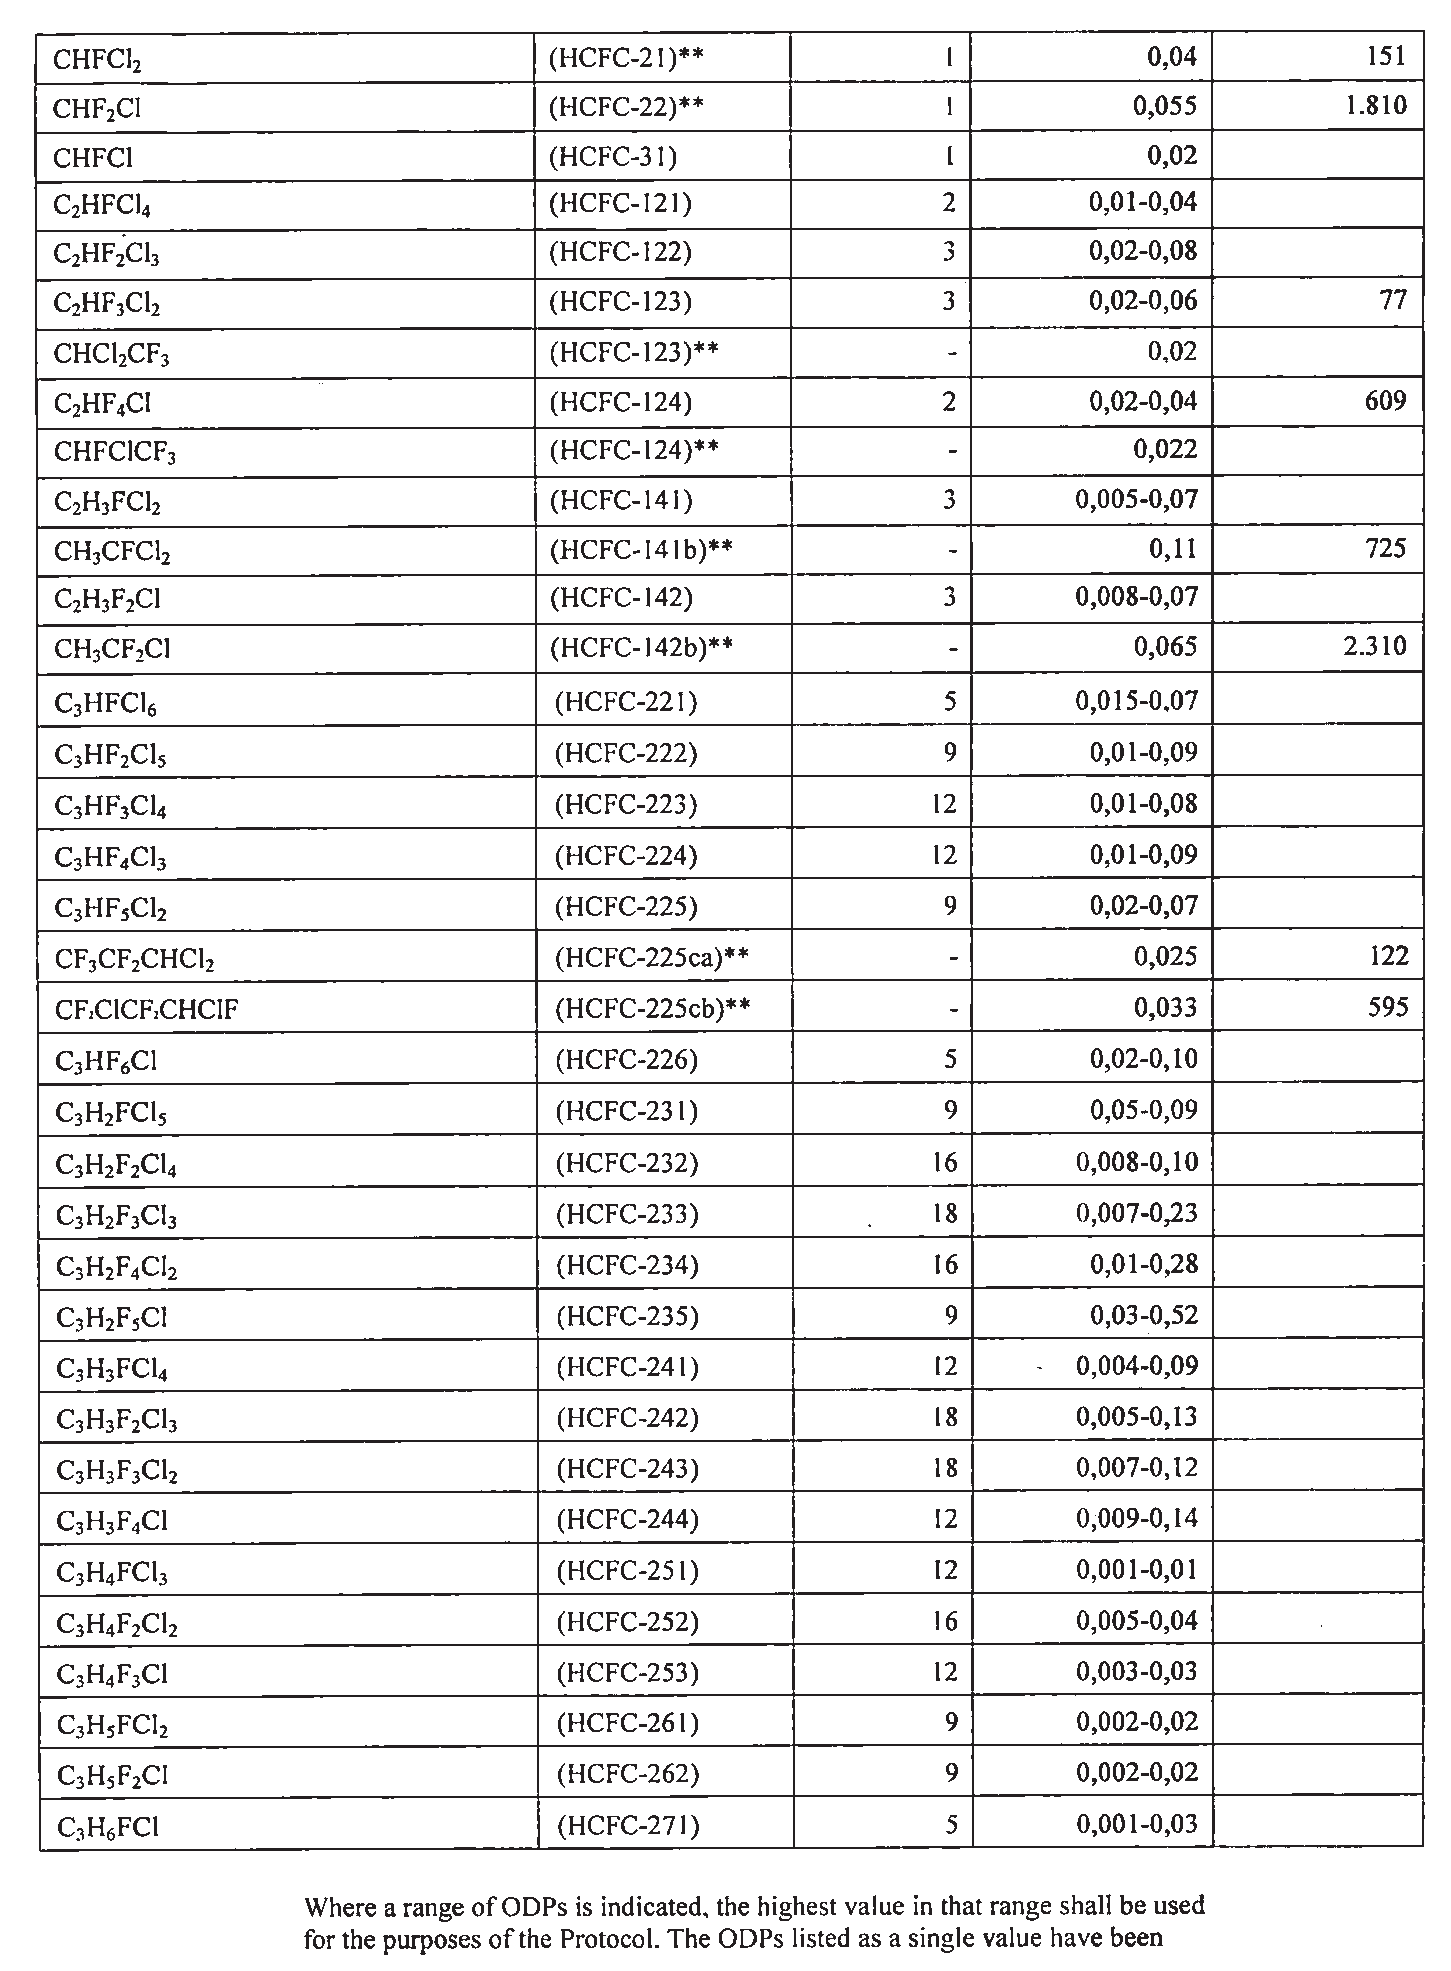 CHFCl₂ (HCFC-21)** 1 0,04 151
CHF₂Cl (HCFC-22)** 1 0,055 1.810
CHFCl (HCFC-31) 1 0,02
C₂HFCl₄ (HCFC-121) 2 0,01-0,04
C₂HF₂Cl₃ (HCFC-122) 3 0,02-0,08
C₂HF₃Cl₂ (HCFC-123) 3 0,02-0,06 77
CHCl₂CF₃ (HCFC-123)** - 0,02
C₂HF₄Cl (HCFC-124) 2 0,02-0,04 609
CHFClCF₃ (HCFC-124)** - 0,022
C₂H₃FCl₂ (HCFC-141) 3 0,005-0,07
CH₃CFCl₂ (HCFC-141b)** - 0,11 725
C₂H₃F₂Cl (HCFC-142) 3 0,008-0,07
CH₃CF₂Cl (HCFC-142b)** - 0,065 2.310
C₃HFCl₆ (HCFC-221) 5 0,015-0,07
C₃HF₂Cl₅ (HCFC-222) 9 0,01-0,09
C₃HF₃Cl₄ (HCFC-223) 12 0,01-0,08
C₃HF₄Cl₃ (HCFC-224) 12 0,01-0,09
C₃HF₅Cl₂ (HCFC-225) 9 0,02-0,07
CF₃CF₂CHCl₂ (HCFC-225ca)** - 0,025 122
CF₂ClCF₂CHClF (HCFC-225cb)** - 0,033 595
C₃HF₆Cl (HCFC-226) 5 0,02-0,10
C₃H₂FCl₅ (HCFC-231) 9 0,05-0,09
C₃H₂F₂Cl₄ (HCFC-232) 16 0,008-0,10
C₃H₂F₃Cl₃ (HCFC-233) 18 0,007-0,23
C₃H₂F₄Cl₂ (HCFC-234) 16 0,01-0,28
C₃H₂F₅Cl (HCFC-235) 9 0,03-0,52
C₃H₃FCl₄ (HCFC-241) 12 0,004-0,09
C₃H₃F₂Cl₃ (HCFC-242) 18 0,005-0,13
C₃H₃F₃Cl₂ (HCFC-243) 18 0,007-0,12
C₃H₃F₄Cl (HCFC-244) 12 0,009-0,14
C₃H₄FCl₃ (HCFC-251) 12 0,001-0,01
C₃H₄F₂Cl₂ (HCFC-252) 16 0,005-0,04
C₃H₄F₃Cl (HCFC-253) 12 0,003-0,03
C₃H₅FCl₂ (HCFC-261) 9 0,002-0,02
C₃H₅F₂Cl (HCFC-262) 9 0,002-0,02
C₃H₆FCl (HCFC-271) 5 0,001-0,03
Where a range of ODPs is indicated, the highest value in that range shall be used
for the purposes of the Protocol. The ODPs listed as a single value have been